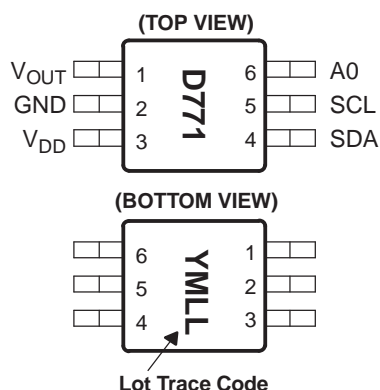 (TOP VIEW)
VOUT 1 D771 6 A0
GND 2 5 SCL
VDD 3 4 SDA
(BOTTOM VIEW)
6 YMLL 1
5 2
4 3
Lot Trace Code